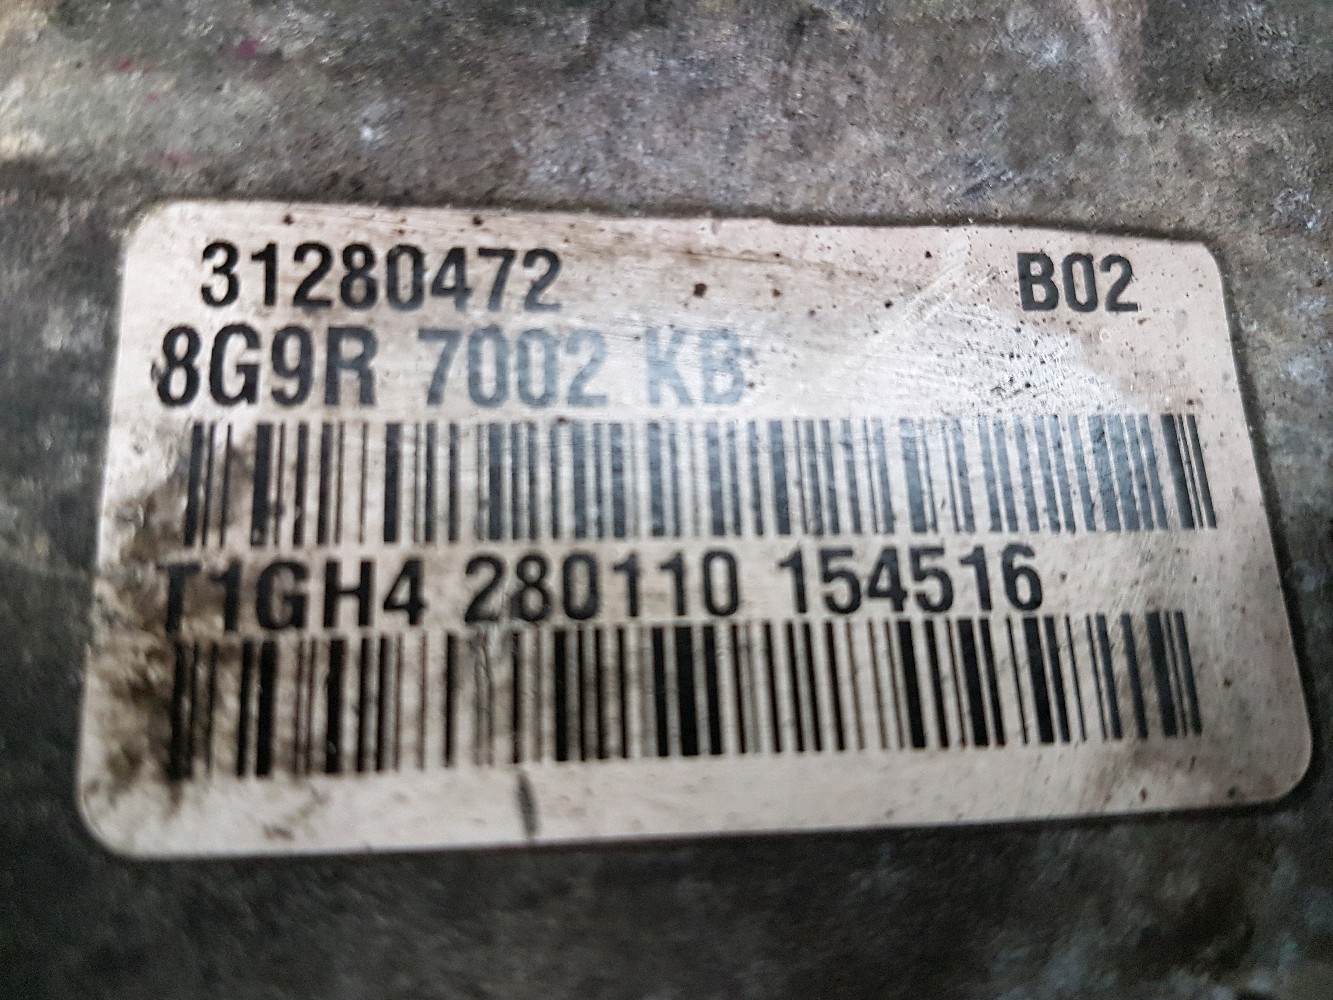 31280472 B02
8G9R 7002 KB
T1GH4 280110 154516